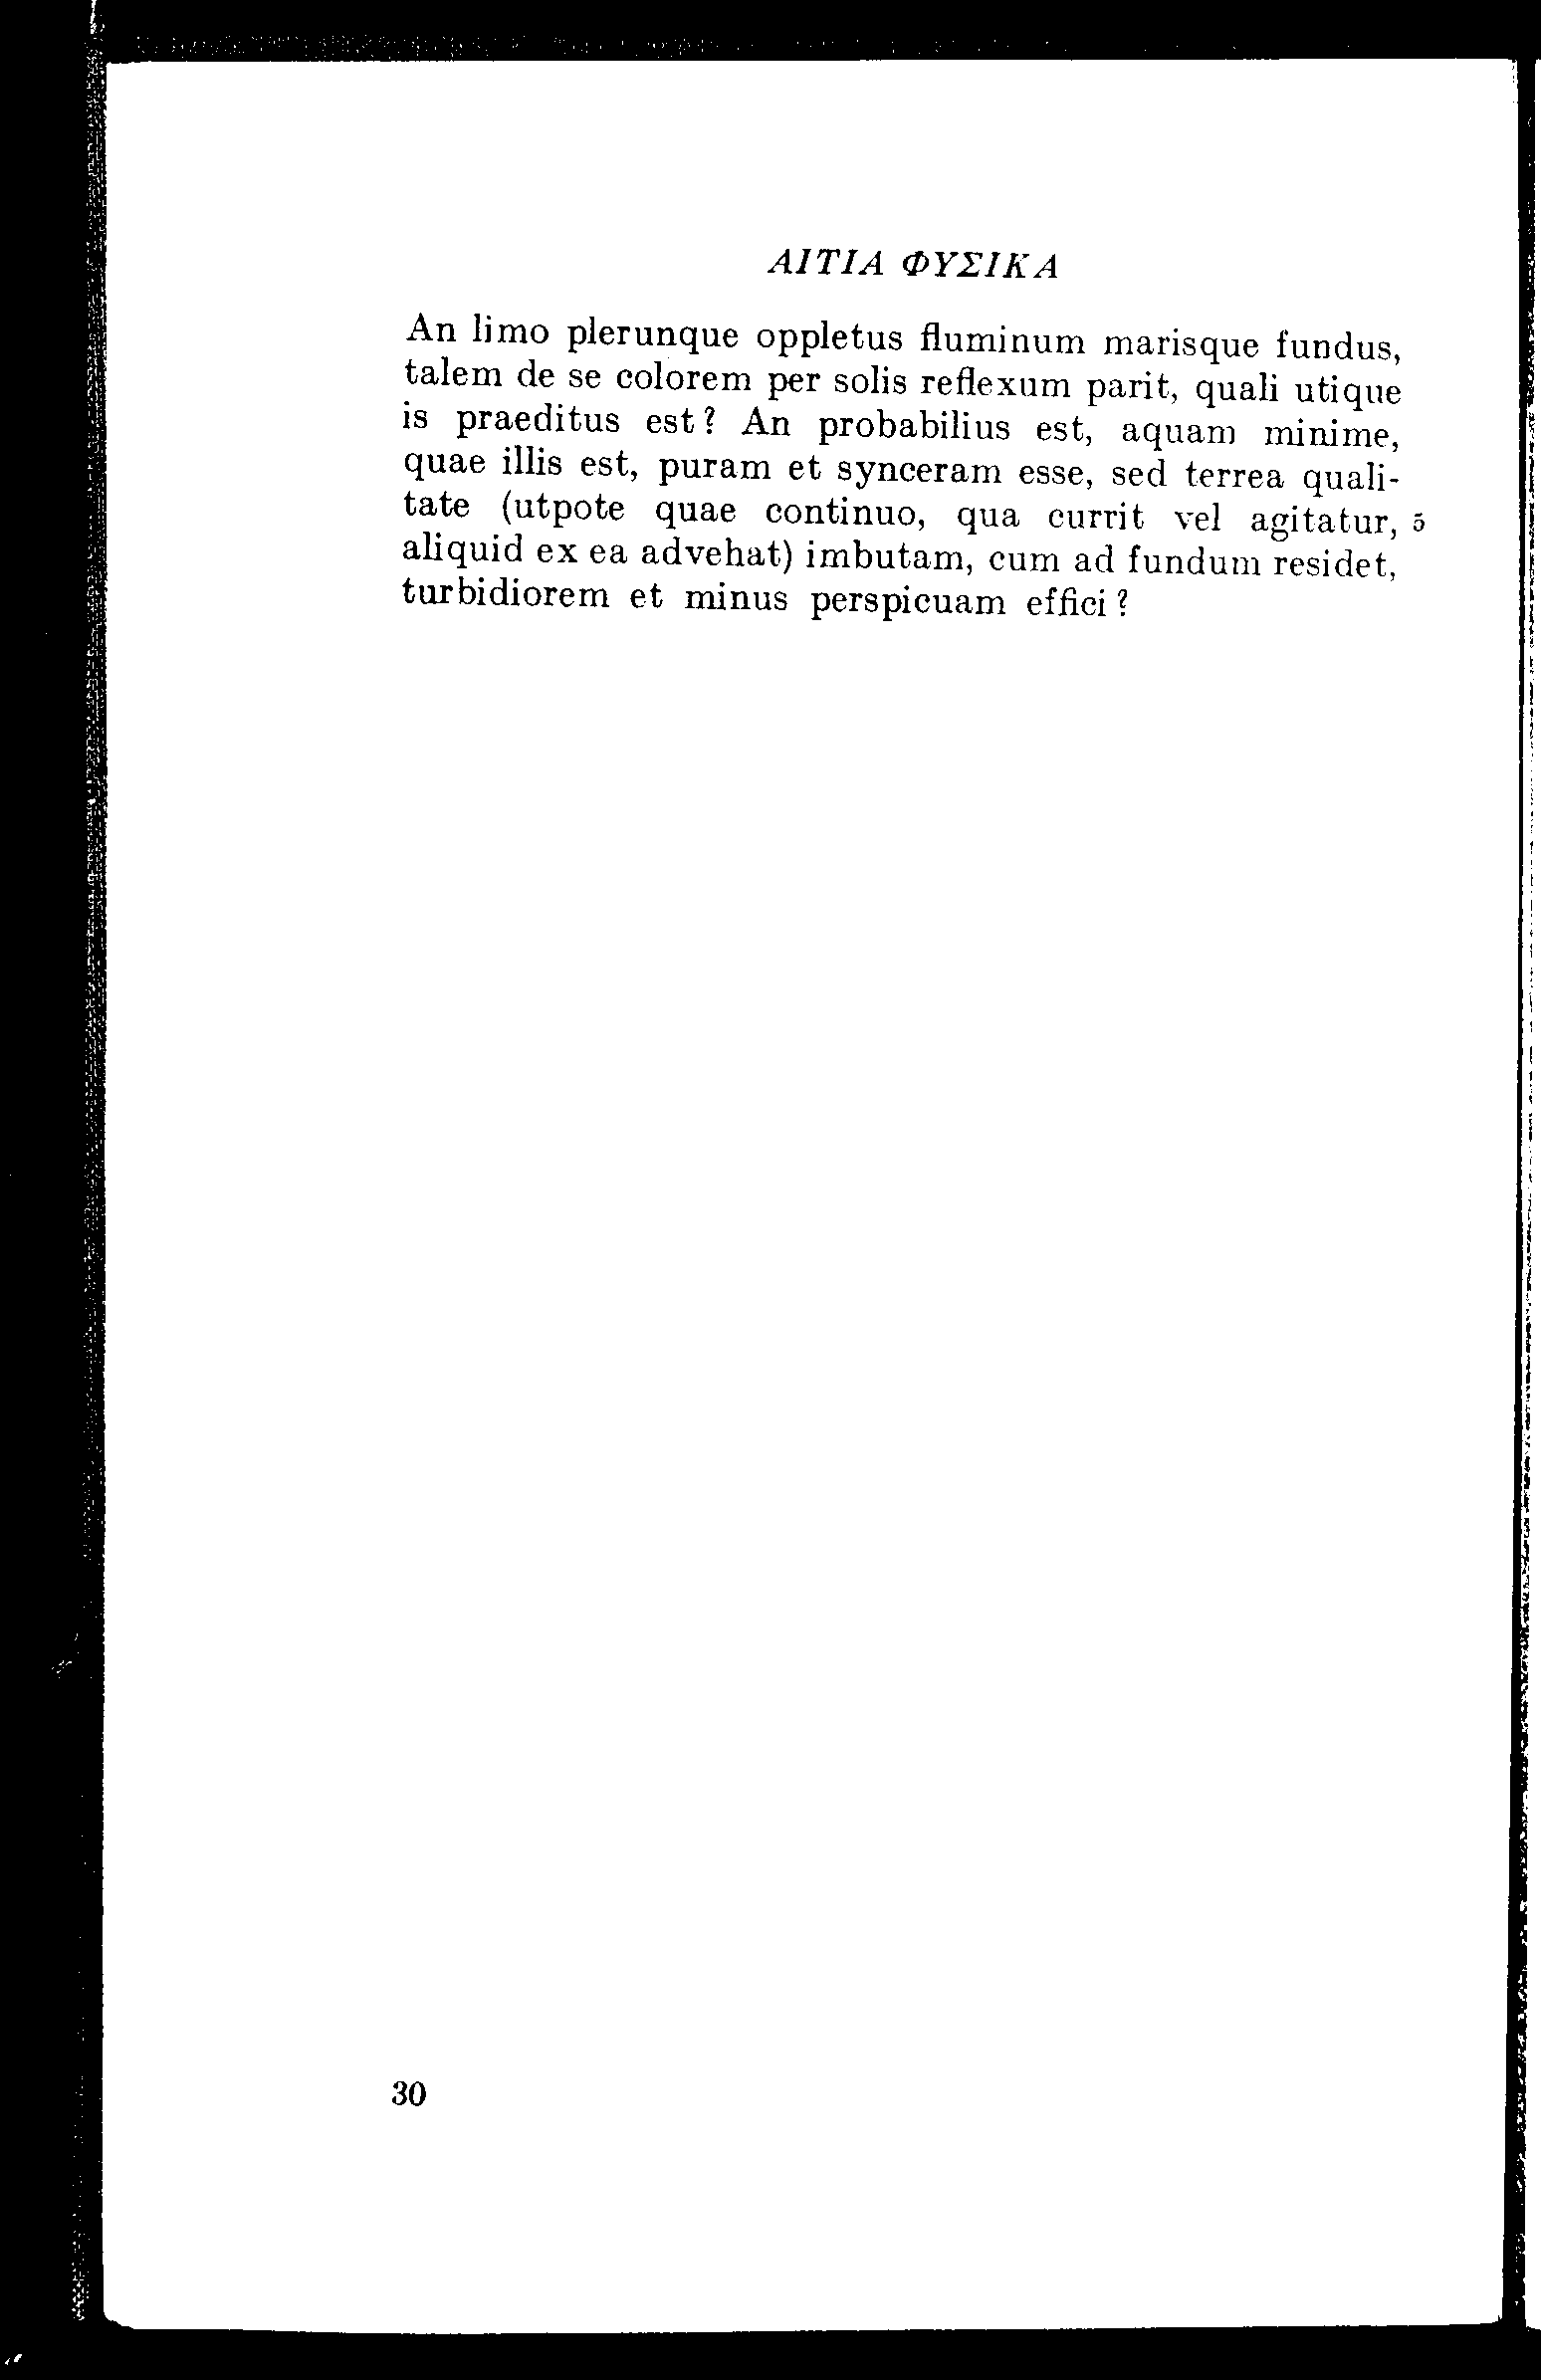 ΑΙΤΙΑ ΦΥΣΙΚΑ
An limo plerunque oppletus fluminum marisque fundus,
talem de se colorem per solis reflexum parit, quali utique
is praeditus est? An probabilius est, aquam minime,
quae illis est, puram et synceram esse, sed terrea quali-
tate (utpote quae continuo, qua currit vel agitatur, 5
aliquid ex ea advehat) imbutam, cum ad fundum residet,
turbidiorem et minus perspicuam effici?
30